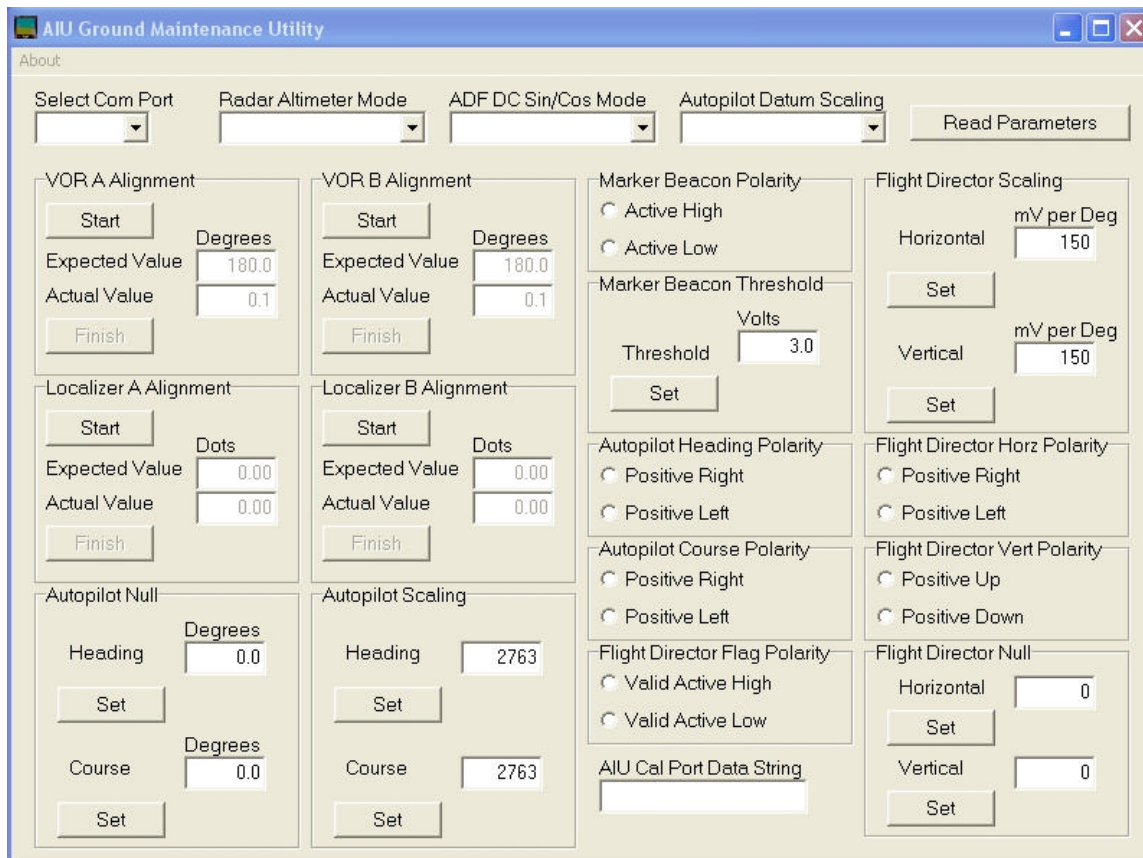 AIU Ground Maintenance Utility
About
Select Com Port
Radar Altimeter Mode
ADF DC Sin/Cos Mode
Autopilot Datum Scaling
Read Parameters
VOR A Alignment
Start
Degrees
Expected Value 180.0
Actual Value 0.1
Finish
VOR B Alignment
Start
Degrees
Expected Value 180.0
Actual Value 0.1
Finish
Marker Beacon Polarity
Active High
Active Low
Marker Beacon Threshold
Volts
Threshold 3.0
Set
Flight Director Scaling
mV per Deg
Horizontal 150
Set
mV per Deg
Vertical 150
Set
Localizer A Alignment
Start
Dots
Expected Value 0.00
Actual Value 0.00
Finish
Localizer B Alignment
Start
Dots
Expected Value 0.00
Actual Value 0.00
Finish
Autopilot Heading Polarity
Positive Right
Positive Left
Flight Director Horz Polarity
Positive Right
Positive Left
Autopilot Course Polarity
Positive Right
Positive Left
Flight Director Vert Polarity
Positive Up
Positive Down
Autopilot Null
Degrees
Heading 0.0
Set
Degrees
Course 0.0
Set
Autopilot Scaling
Heading 2763
Set
Course 2763
Set
Flight Director Flag Polarity
Valid Active High
Valid Active Low
AIU Cal Port Data String
Flight Director Null
Horizontal 0
Set
Vertical 0
Set